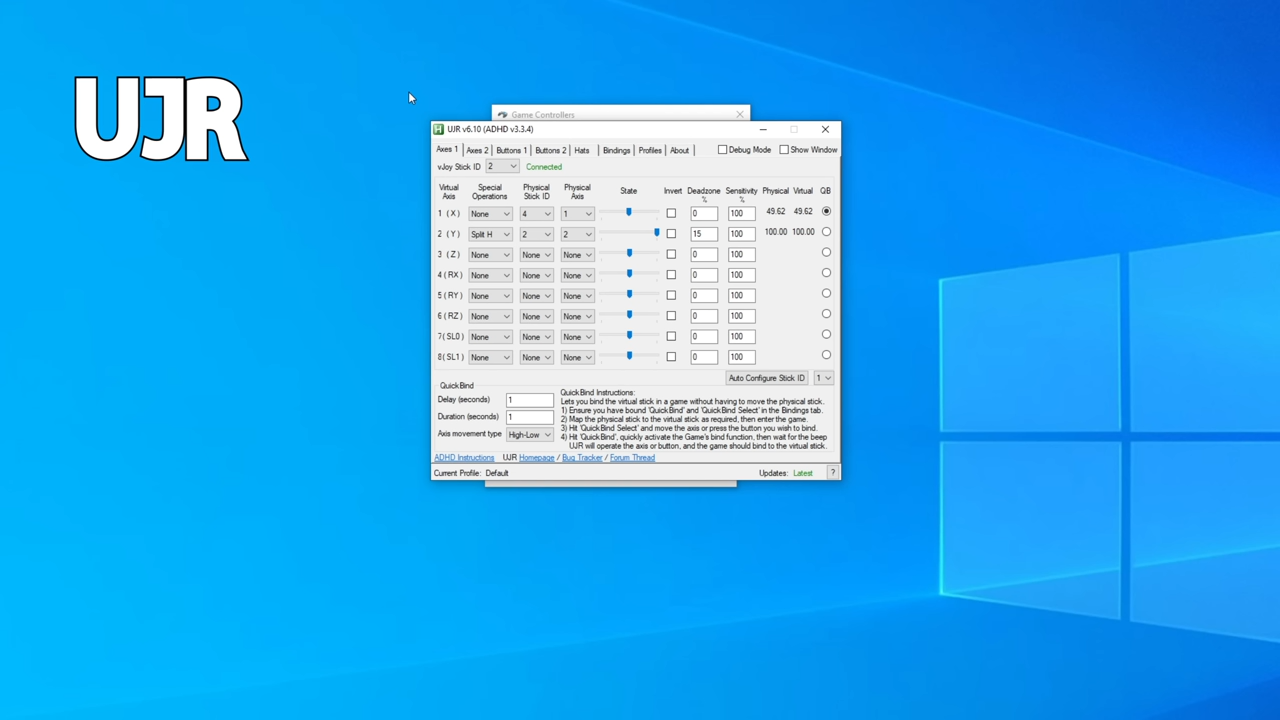 UJR
Game Controllers
UJR v6.10 (ADHD v3.3.4)
Axes 1 Axes 2 Buttons 1 Buttons 2 Hats Bindings Profiles About Debug Mode Show Window
vJoy Stick ID 2 Connected
Virtual Axis Special Operations Physical Stick ID Physical Axis State Invert Deadzone % Sensitivity % Physical Virtual QB
1 (X) None 4 1 0 100 49.62 49.62
2 (Y) Split H 2 2 15 100 100.00 100.00
3 (Z) None None None 0 100
4 (RX) None None None 0 100
5 (RY) None None None 0 100
6 (RZ) None None None 0 100
7(SL0) None None None 0 100
8(SL1) None None None 0 100
Auto Configure Stick ID 1
QuickBind
Delay (seconds) 1
Duration (seconds) 1
Axis movement type High-Low
QuickBind Instructions:
Lets you bind the virtual stick in a game without having to move the physical stick.
1) Ensure you have bound 'QuickBind' and 'QuickBind Select' in the Bindings tab.
2) Map the physical stick to the virtual stick as required, then enter the game.
3) Hit 'QuickBind Select' and move the axis or press the button you wish to bind.
4) Hit 'QuickBind', quickly activate the Game's bind function, then wait for the beep
UJR will operate the axis or button, and the game should bind to the virtual stick.
ADHD Instructions UJR Homepage / Bug Tracker / Forum Thread
Current Profile: Default Updates: Latest ?